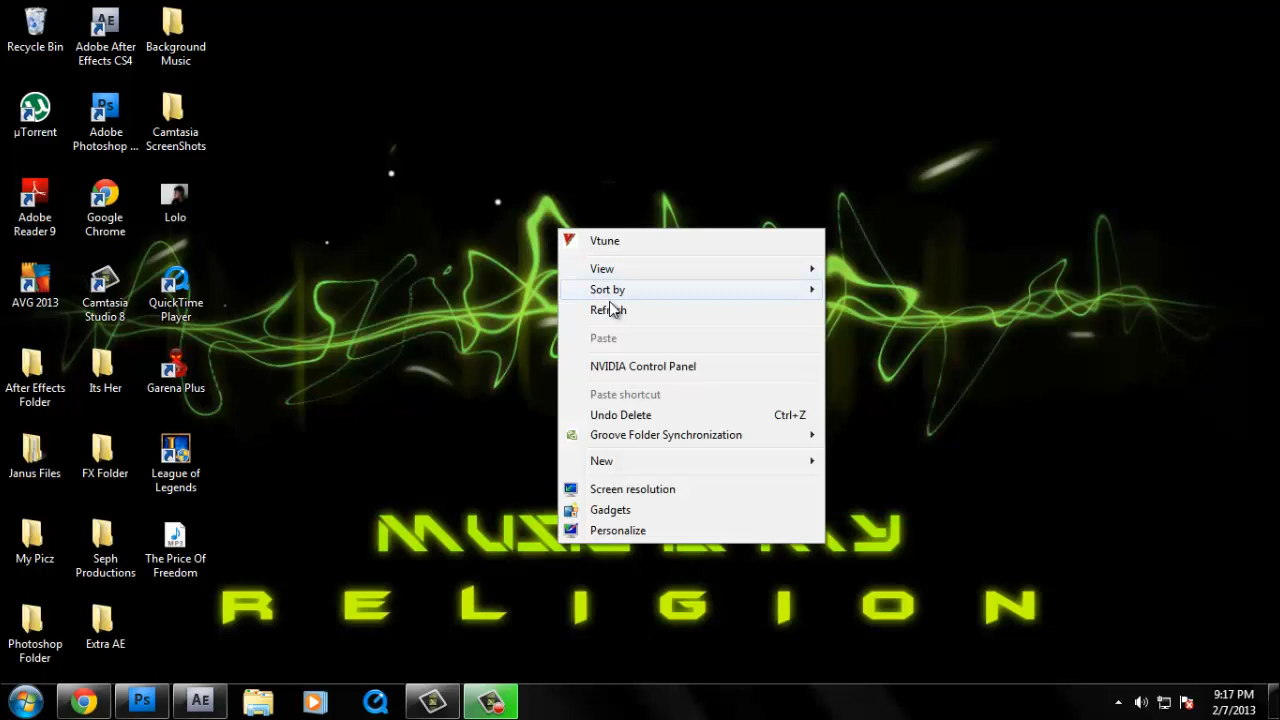 Recycle Bin
Adobe After
Effects CS4
Background
Music
µTorrent
Adobe
Photoshop ...
Camtasia
ScreenShots
Adobe
Reader 9
Google
Chrome
Lolo
AVG 2013
Camtasia
Studio 8
QuickTime
Player
After Effects
Folder
Its Her
Garena Plus
Janus Files
FX Folder
League of
Legends
My Picz
Seph
Productions
The Price Of
Freedom
Photoshop
Folder
Extra AE
Vtune
View
Sort by
Refresh
Paste
NVIDIA Control Panel
Paste shortcut
Undo Delete Ctrl+Z
Groove Folder Synchronization
New
Screen resolution
Gadgets
Personalize
MUSIC IS MY
RELIGION
9:17 PM
2/7/2013